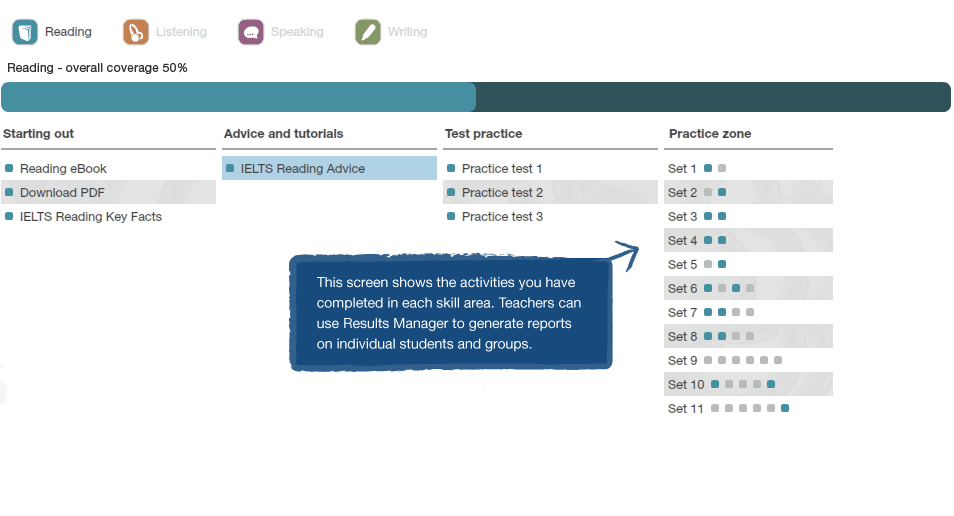 Reading
Listening
Speaking
Writing
Reading - overall coverage 50%
Starting out
Reading eBook
Download PDF
IELTS Reading Key Facts
Advice and tutorials
IELTS Reading Advice
Test practice
Practice test 1
Practice test 2
Practice test 3
Practice zone
Set 1
Set 2
Set 3
Set 4
Set 5
Set 6
Set 7
Set 8
Set 9
Set 10
Set 11
This screen shows the activities you have
completed in each skill area. Teachers can
use Results Manager to generate reports
on individual students and groups.